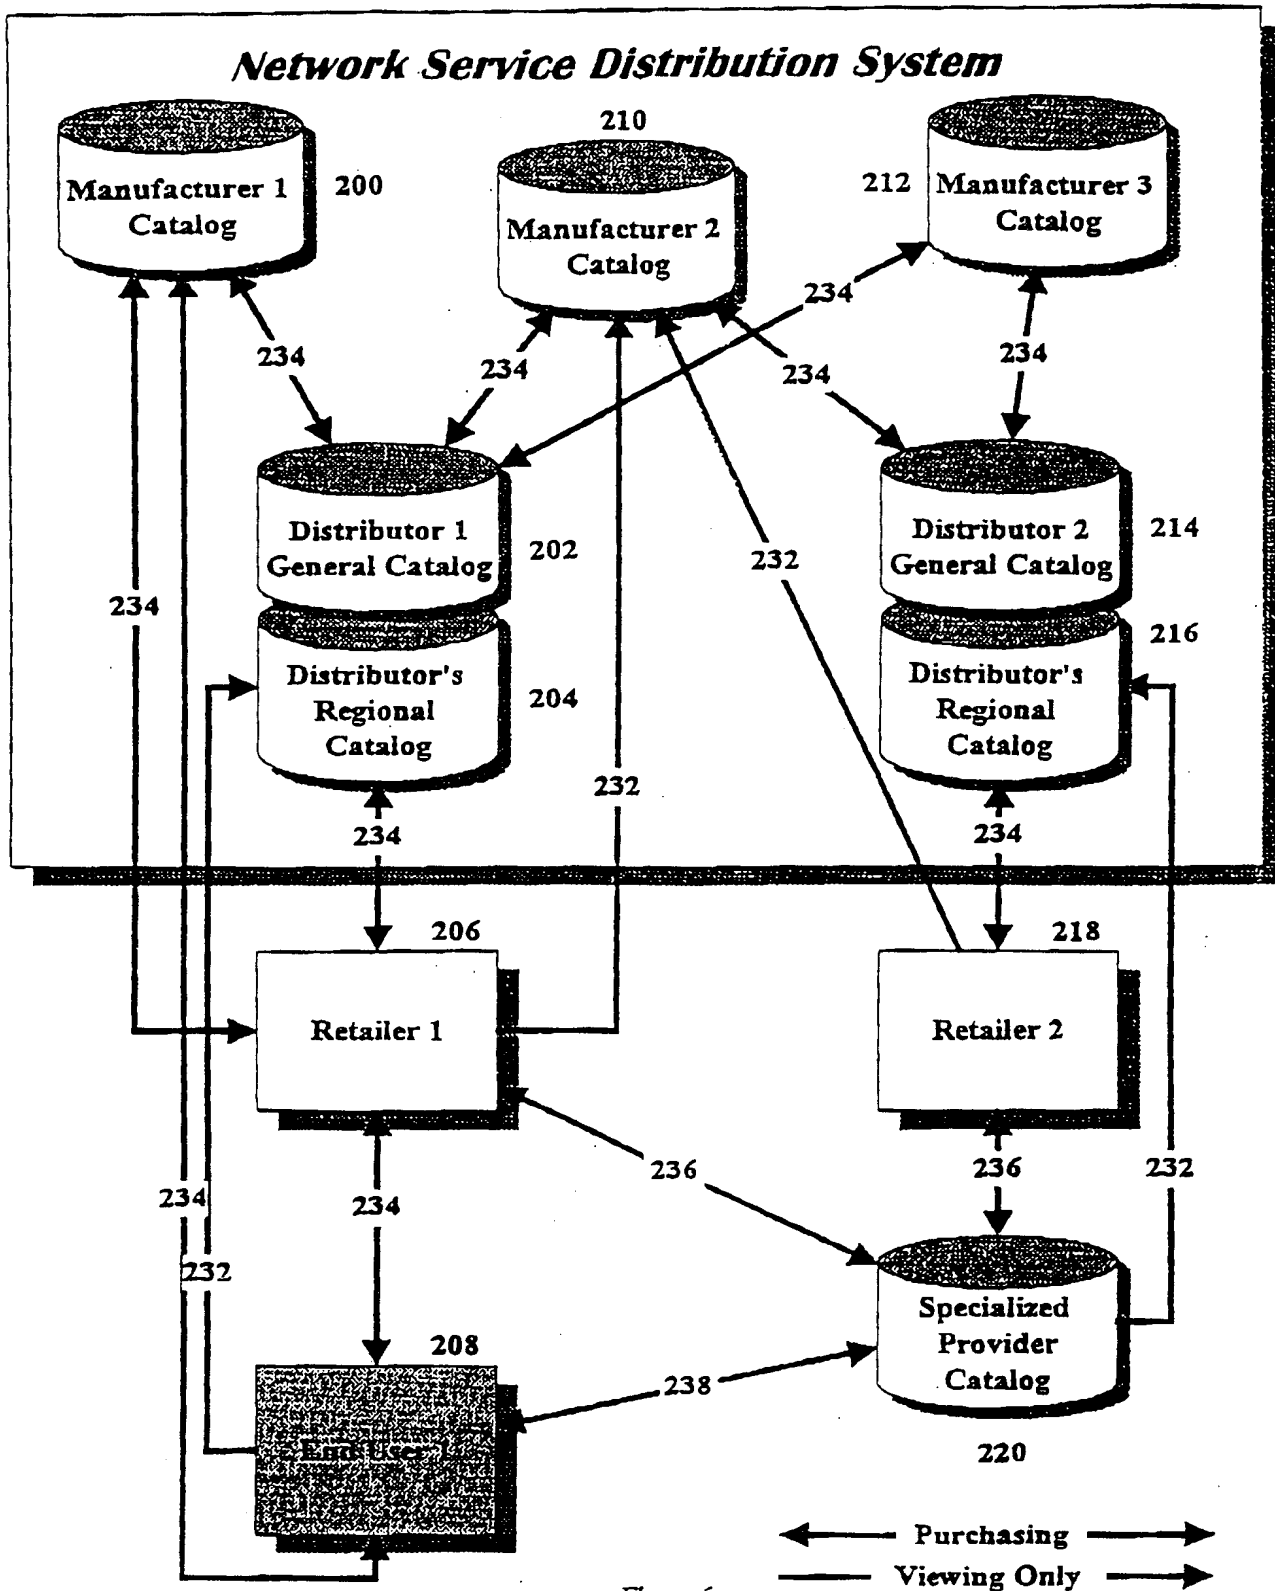 Network Service Distribution System
210
Manufacturer 1
Catalog
200
Manufacturer 2
Catalog
212
Manufacturer 3
Catalog
234
234
234
234
234
Distributor 1
General Catalog
202
232
Distributor 2
General Catalog
214
234
216
Distributor's
Regional
Catalog
204
Distributor's
Regional
Catalog
232
234
234
206
218
Retailer 1
Retailer 2
236
236
232
234
234
232
Specialized
Provider
Catalog
208
238
End User 1
220
Purchasing
Viewing Only